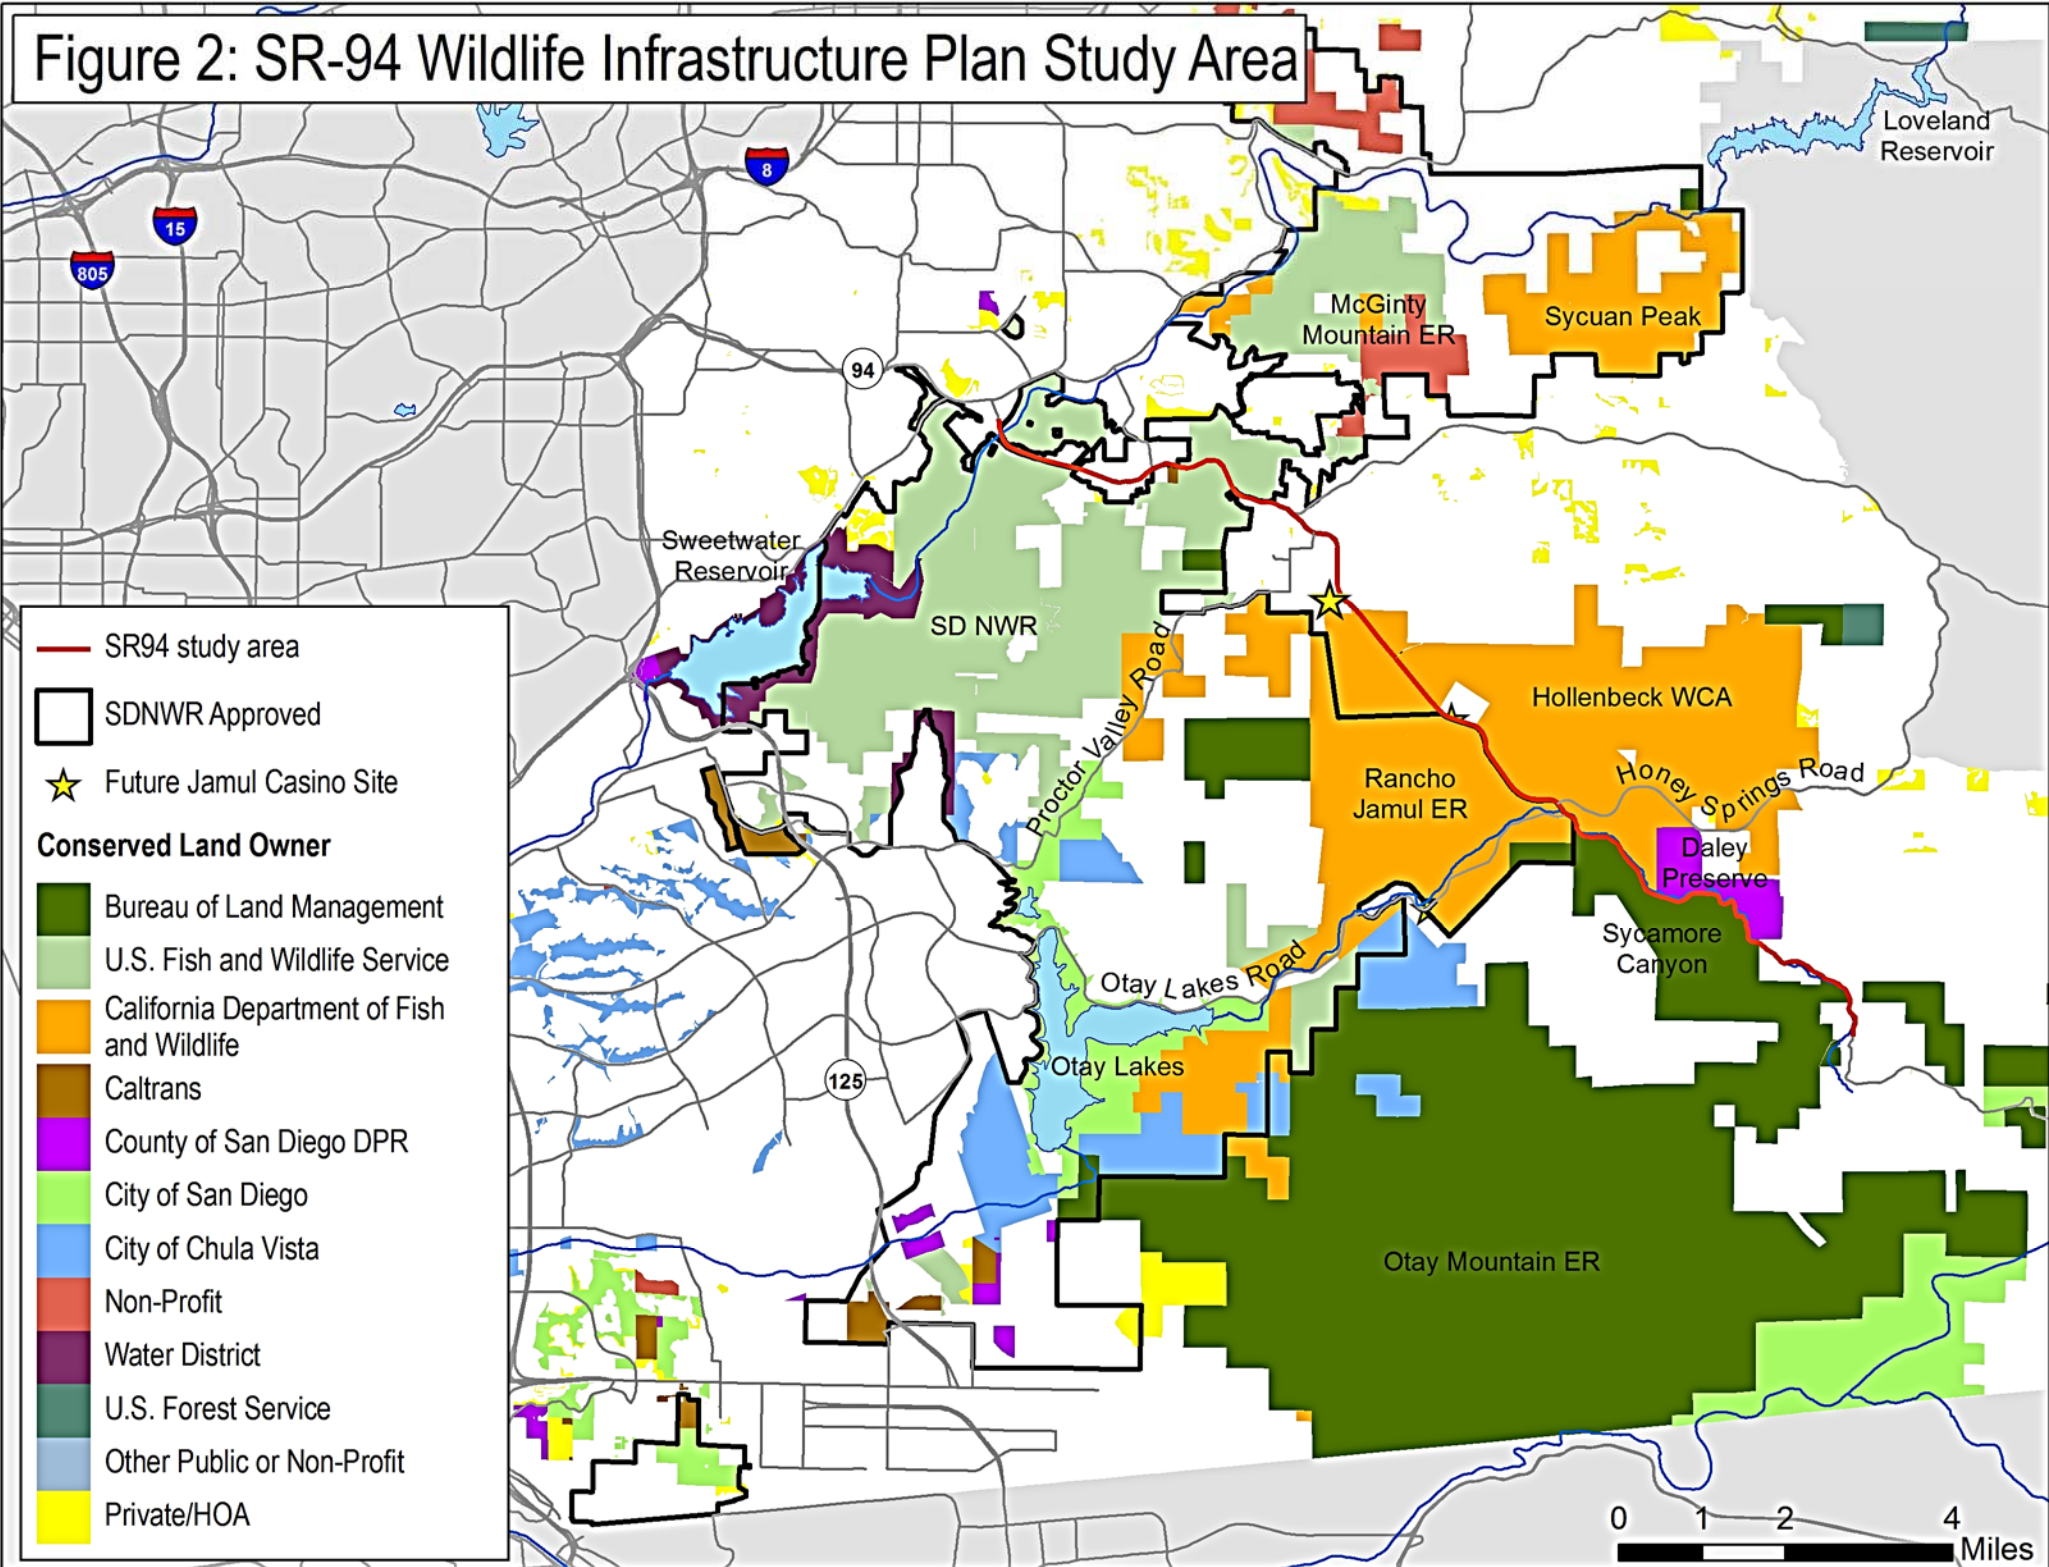 Figure 2: SR-94 Wildlife Infrastructure Plan Study Area
Loveland
Reservoir
8
15
805
McGinty
Mountain ER
Sycuan Peak
94
Sweetwater
Reservoir
SD NWR
Proctor Valley Road
Hollenbeck WCA
Rancho
Jamul ER
Honey Springs Road
Daley
Preserve
Sycamore
Canyon
Otay Lakes Road
Otay Lakes
125
Otay Mountain ER
SR94 study area
SDNWR Approved
Future Jamul Casino Site
Conserved Land Owner
Bureau of Land Management
U.S. Fish and Wildlife Service
California Department of Fish
and Wildlife
Caltrans
County of San Diego DPR
City of San Diego
City of Chula Vista
Non-Profit
Water District
U.S. Forest Service
Other Public or Non-Profit
Private/HOA
0 1 2 4
Miles